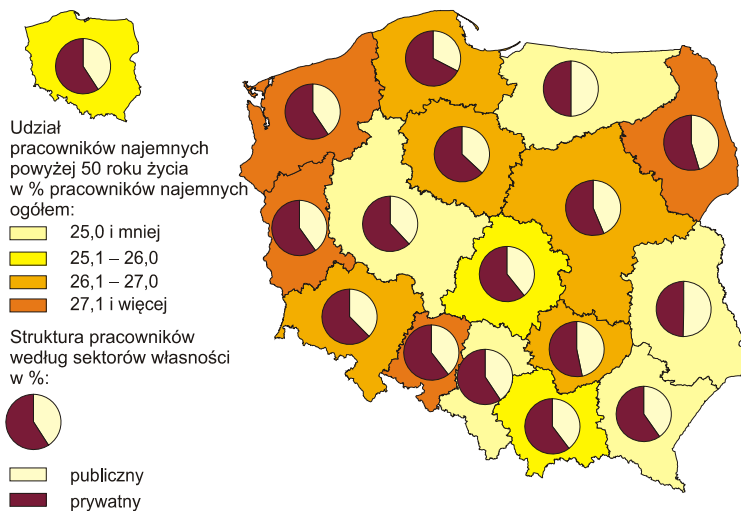 Udział
pracowników najemnych
powyżej 50 roku życia
w % pracowników najemnych
ogółem:
25,0 i mniej
25,1 – 26,0
26,1 – 27,0
27,1 i więcej
Struktura pracowników
według sektorów własności
w %:
publiczny
prywatny